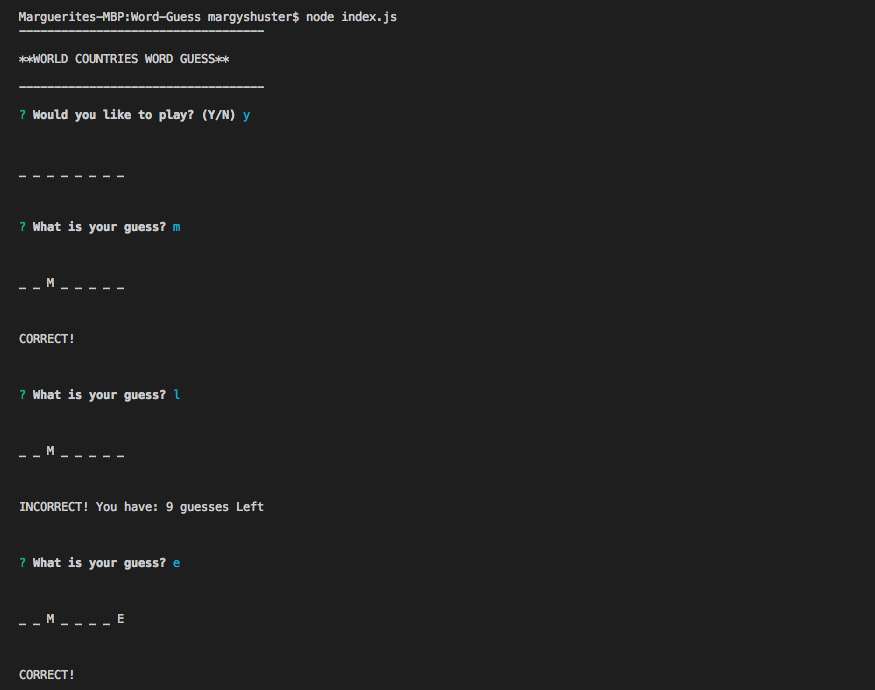 Marguerites-MBP:Word-Guess margyshuster$ node index.js
-----------------------------------
**WORLD COUNTRIES WORD GUESS**
-----------------------------------
? Would you like to play? (Y/N) y
_ _ _ _ _ _ _ _
? What is your guess? m
_ _ M _ _ _ _ _
CORRECT!
? What is your guess? l
_ _ M _ _ _ _ _
INCORRECT! You have: 9 guesses Left
? What is your guess? e
_ _ M _ _ _ _ E
CORRECT!